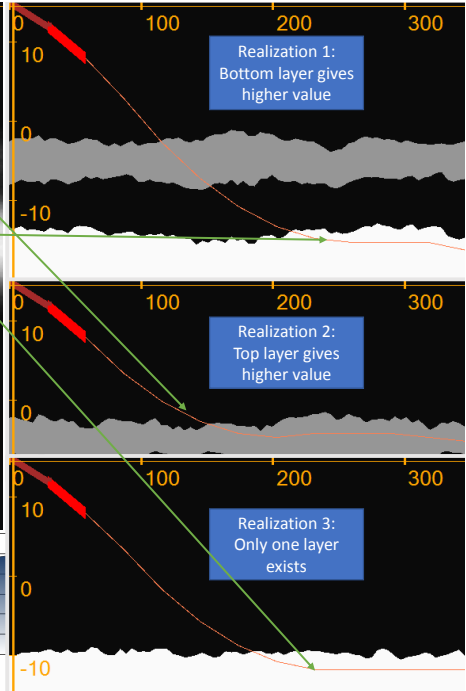 0 100 200 300
10
Realization 1:
Bottom layer gives
higher value
0
-10
0 100 200 300
10
Realization 2:
Top layer gives
higher value
0
0 100 200 300
10
Realization 3:
Only one layer
exists
0
-10